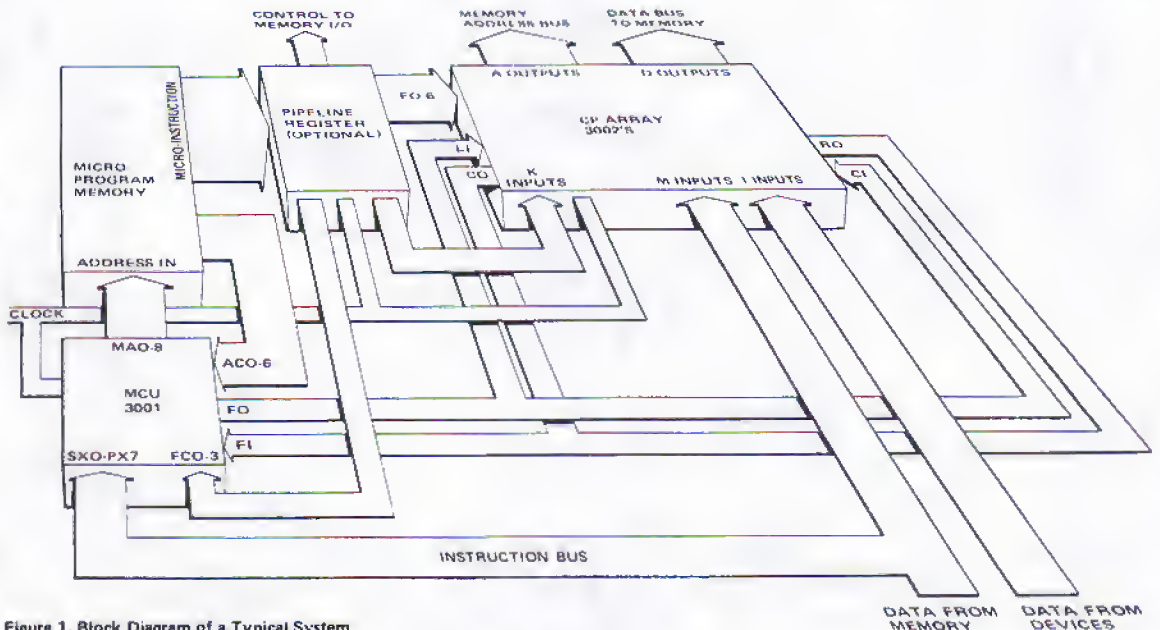 CONTROL TO
MEMORY I/O
MEMORY
ADDRESS BUS
DATA BUS
TO MEMORY
A OUTPUTS
D OUTPUTS
MICRO-INSTRUCTION
PIPELINE
REGISTER
(OPTIONAL)
FO-6
CP ARRAY
3002'S
MICRO
PROGRAM
MEMORY
LI
CO
K
INPUTS
M INPUTS
I INPUTS
RO
CI
ADDRESS IN
CLOCK
MAO-8
ACO-6
MCU
3001
FO
FI
SXO-PX7
FCO-3
INSTRUCTION BUS
DATA FROM
MEMORY
DATA FROM
DEVICES
Figure 1. Block Diagram of a Typical System